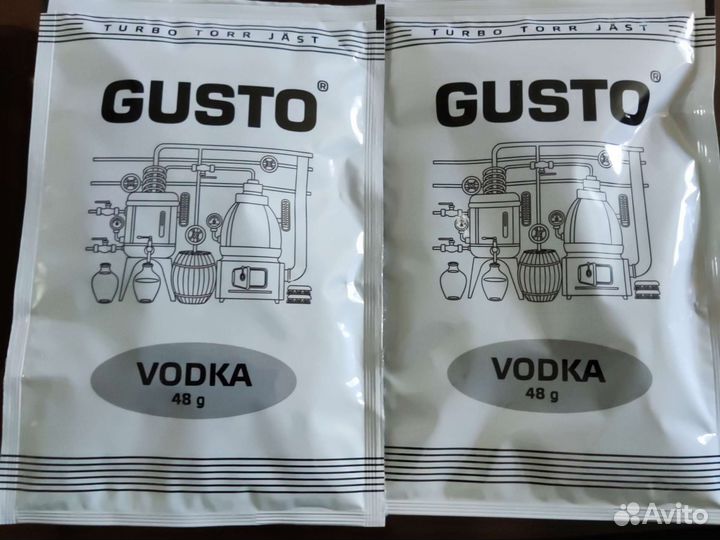 TURBO TORR JÄST
GUSTO®
VODKA
48 g
TURBO TORR JÄST
GUSTO®
VODKA
48 g
Avito